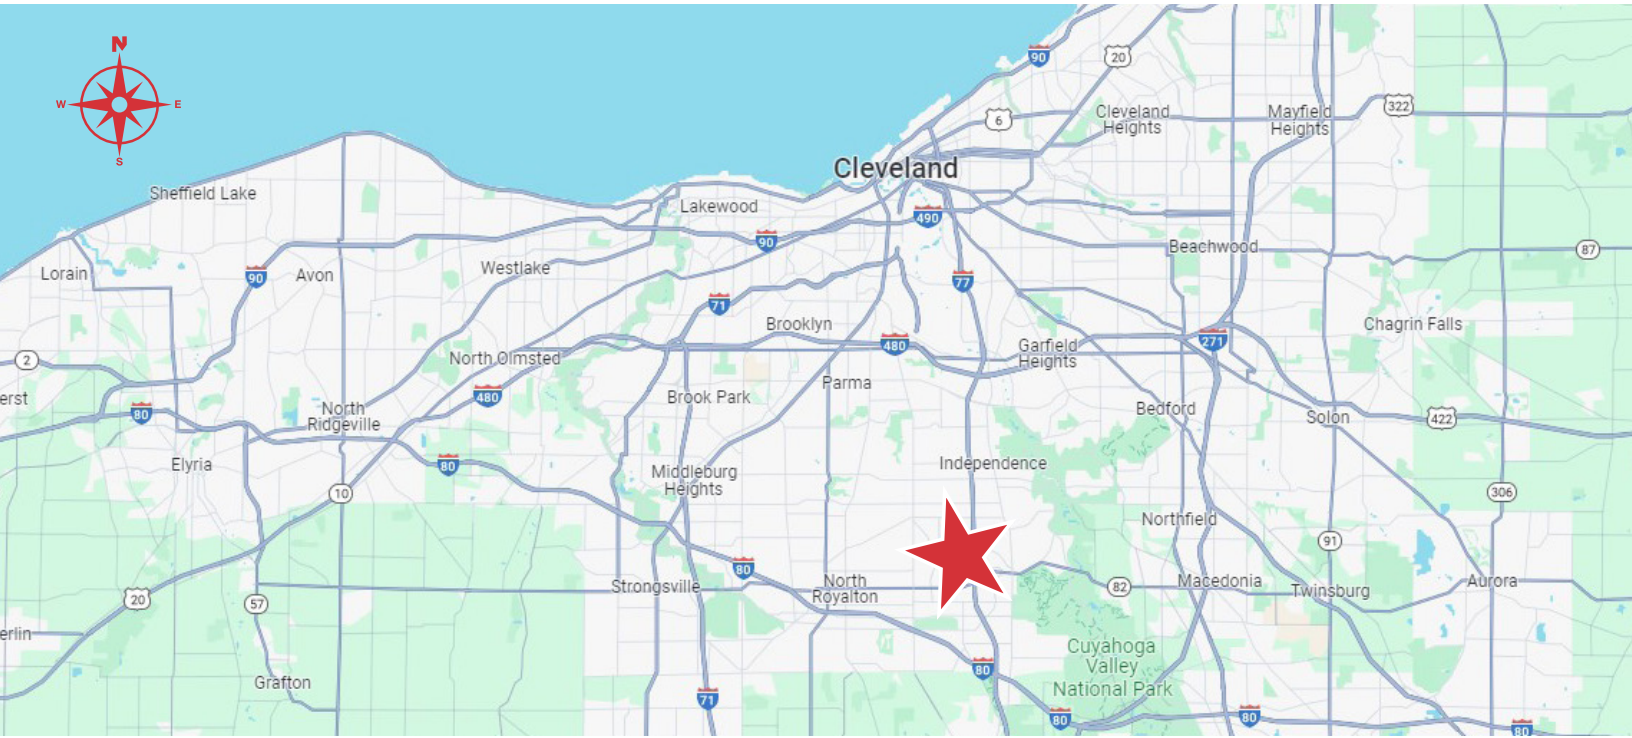 N
W
E
S
90
20
322
6
Cleveland
Heights
Mayfield
Heights
Cleveland
Sheffield Lake
Lakewood
490
90
Beachwood
87
Lorain
90
Avon
Westlake
77
71
Brooklyn
Chagrin Falls
480
Garfield
Heights
271
2
North Olmsted
erst
480
Brook Park
Parma
80
North
Ridgeville
Bedford
Solon
422
Elyria
80
Middleburg
Heights
Independence
10
306
Northfield
91
80
Strongsville
North
Royalton
82
Macedonia
Twinsburg
Aurora
20
57
erlin
Cuyahoga
Valley
National Park
80
Grafton
71
80
80
80